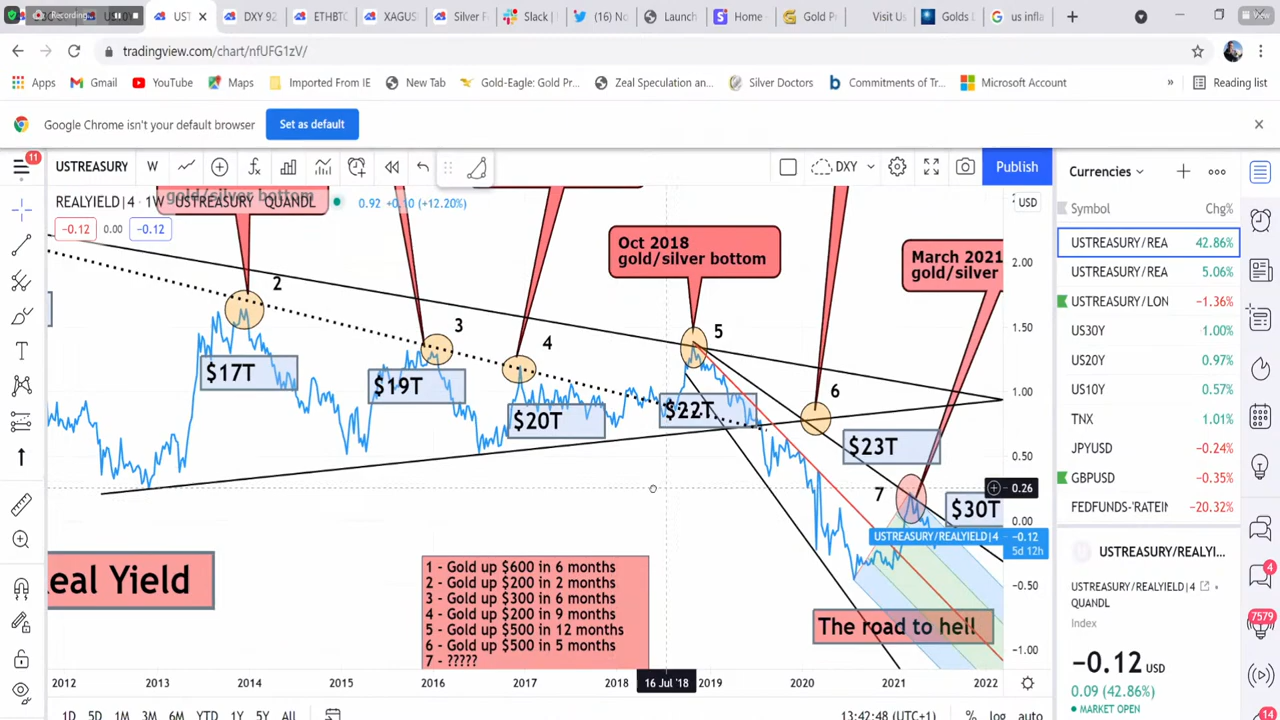 Recording...
View
UST
DXY 92
ETHBTC
XAGUS
Silver F
Slack |
(16) No
Launch
Home
Gold Pr
Visit Us
Golds L
us infla
tradingview.com/chart/nfUFG1zV/
Apps
Gmail
YouTube
Maps
Imported From IE
New Tab
Gold-Eagle: Gold Pr...
Zeal Speculation an...
Silver Doctors
Commitments of Tr...
Microsoft Account
»
Reading list
Google Chrome isn't your default browser
Set as default
11
USTREASURY
W
DXY
Publish
Currencies
gold/silver bottom
REALYIELD|4 · 1W · USTREASURY QUANDL
0.92 +0.10 (+12.20%)
−0.12
0.00
−0.12
USD
Symbol
Chg%
USTREASURY/REA
42.86%
USTREASURY/REA
5.06%
USTREASURY/LON
−1.36%
US30Y
1.00%
US20Y
0.97%
US10Y
0.57%
TNX
1.01%
JPYUSD
−0.24%
GBPUSD
−0.35%
FEDFUNDS-'RATEIN
−20.32%
Oct 2018
gold/silver bottom
March 2021
gold/silver
2
3
4
5
6
7
$17T
$19T
$20T
$22T
$23T
$30T
2.00
1.50
1.00
0.50
0.26
0.00
−0.50
−1.00
USTREASURY/REALYIELD|4
−0.12
5d 12h
eal Yield
1 - Gold up $600 in 6 months
2 - Gold up $200 in 2 months
3 - Gold up $300 in 6 months
4 - Gold up $200 in 9 months
5 - Gold up $500 in 12 months
6 - Gold up $500 in 5 months
7 - ?????
The road to hell
USTREASURY/REALYI...
USTREASURY/REALYIELD|4
QUANDL
Index
−0.12 USD
0.09 (42.86%)
MARKET OPEN
4
7579
14
2012
2013
2014
2015
2016
2017
2018
16 Jul '18
2019
2020
2021
2022
1D
5D
1M
3M
6M
YTD
1Y
5Y
All
13:42:48 (UTC+1)
%
log
auto